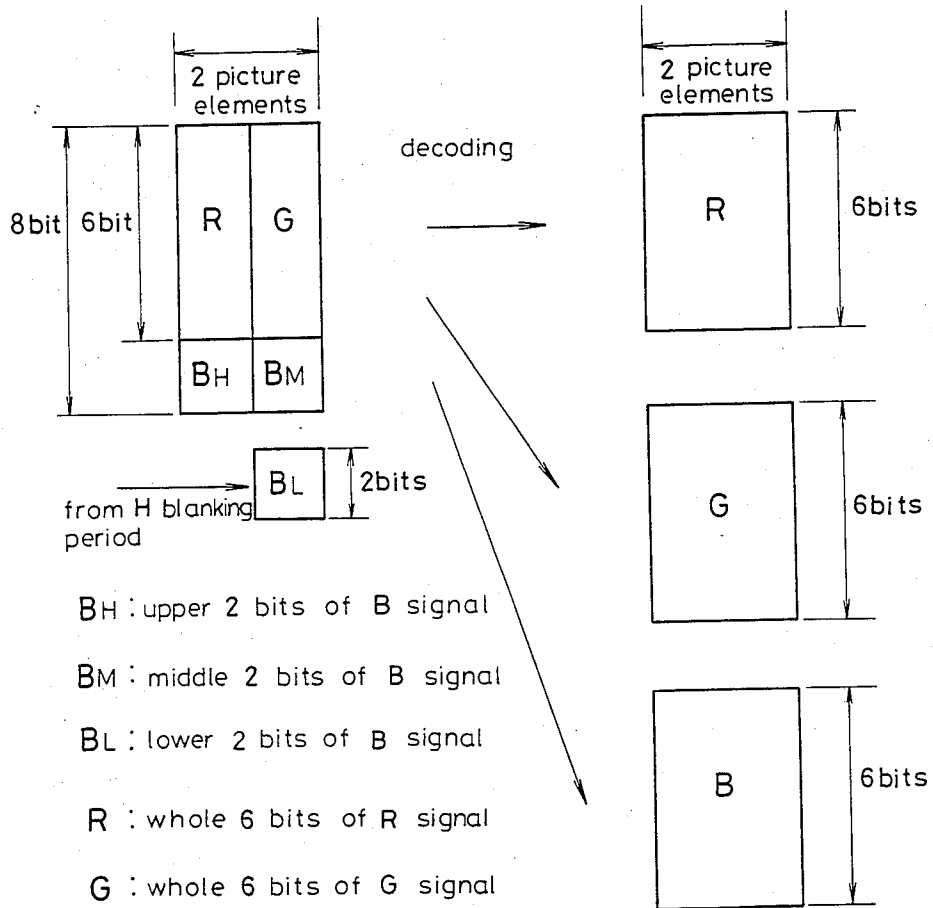 2 picture
elements
8bit
6bit
R
G
BH
BM
BL
2bits
from H blanking
period
decoding
2 picture
elements
R
6bits
G
6bits
B
6bits
BH : upper 2 bits of B signal
BM : middle 2 bits of B signal
BL : lower 2 bits of B signal
R : whole 6 bits of R signal
G : whole 6 bits of G signal